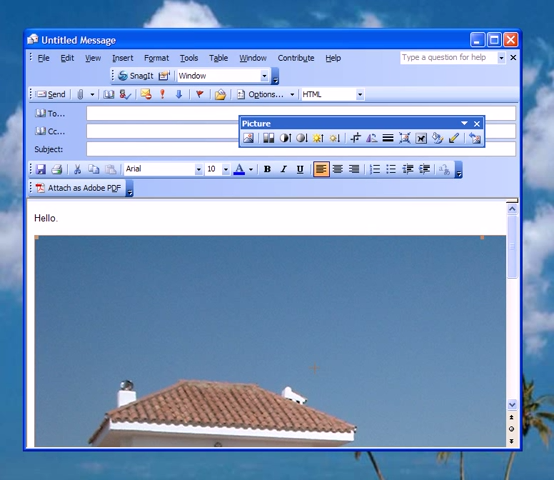 Untitled Message
File Edit View Insert Format Tools Table Window Contribute Help Type a question for help
SnagIt Window
Send Options... HTML
To...
Picture
Cc...
Subject:
Arial 10 A B I U
Attach as Adobe PDF
Hello.